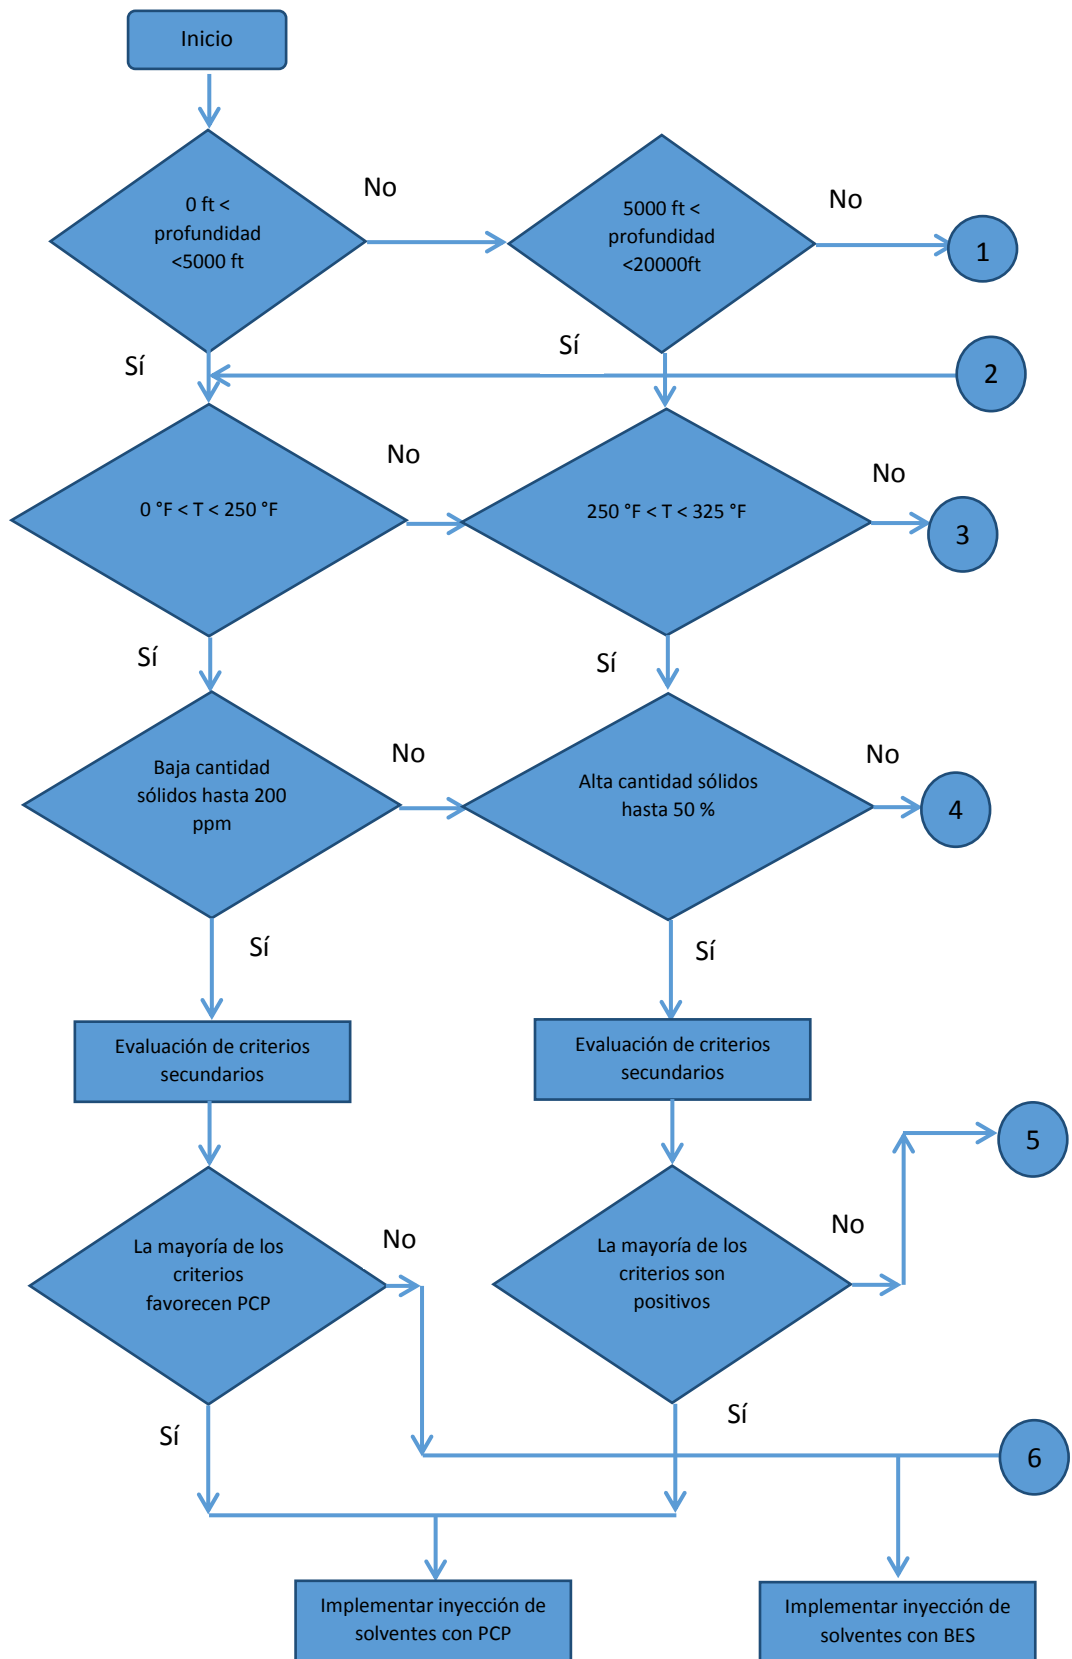 Inicio
0 ft <
profundidad
<5000 ft
No
5000 ft <
profundidad
<20000ft
No
1
Sí
Sí
2
0 °F < T < 250 °F
No
250 °F < T < 325 °F
No
3
Sí
Sí
Baja cantidad
sólidos hasta 200
ppm
No
Alta cantidad sólidos
hasta 50 %
No
4
Sí
Sí
Evaluación de criterios
secundarios
Evaluación de criterios
secundarios
5
La mayoría de los
criterios
favorecen PCP
No
La mayoría de los
criterios son
positivos
No
Sí
Sí
6
Implementar inyección de
solventes con PCP
Implementar inyección de
solventes con BES